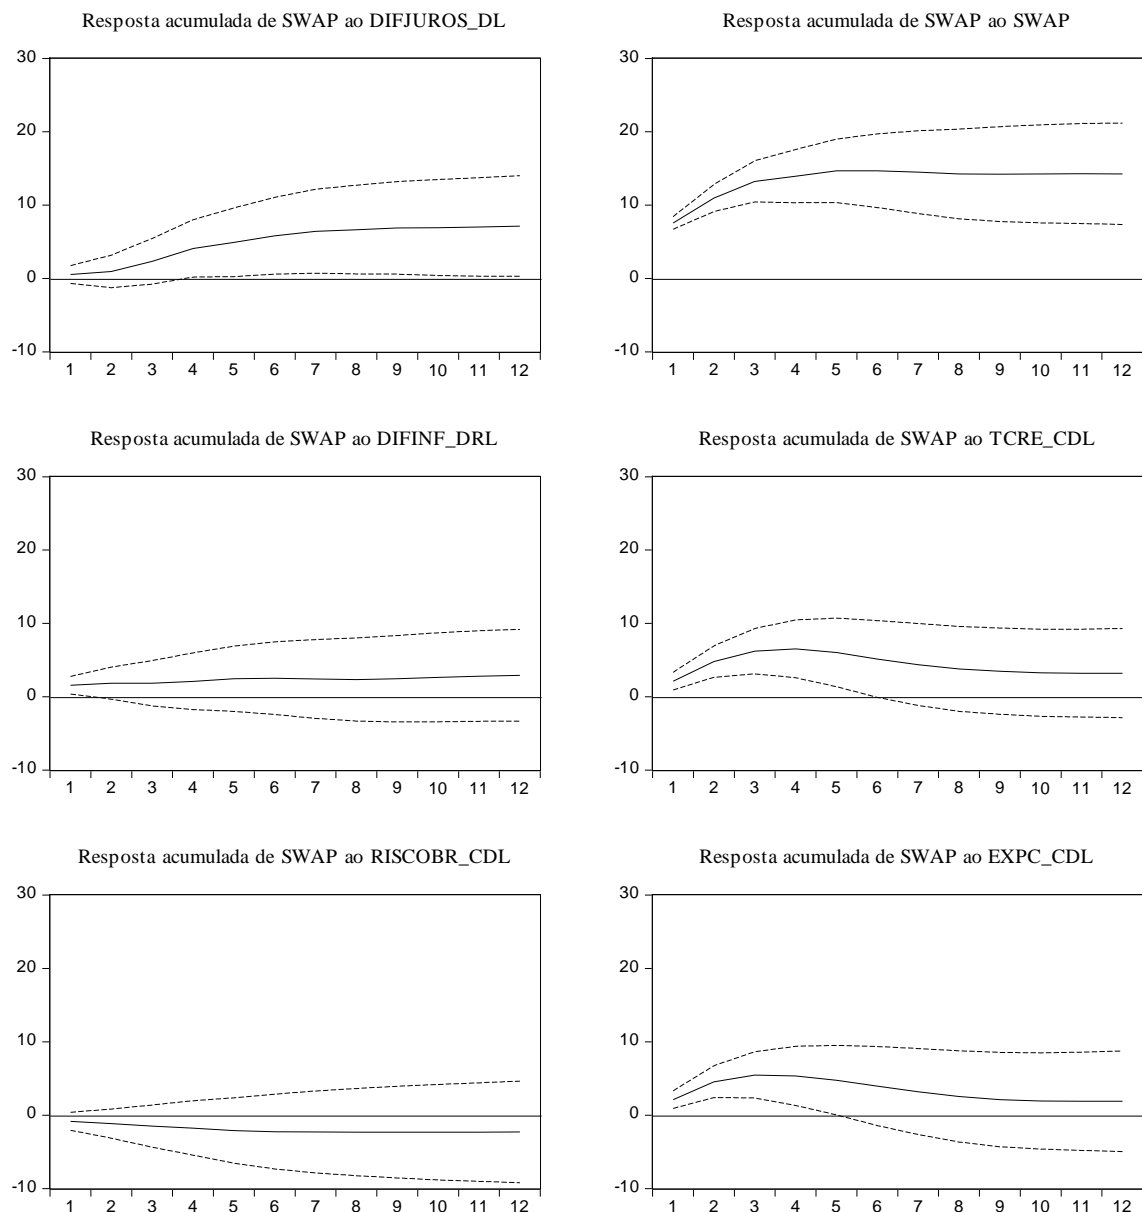 Resposta acumulada de SWAP ao DIFJUROS_DL
30
20
10
0
-10
1 2 3 4 5 6 7 8 9 10 11 12
Resposta acumulada de SWAP ao SWAP
30
20
10
0
-10
1 2 3 4 5 6 7 8 9 10 11 12
Resposta acumulada de SWAP ao DIFINF_DRL
30
20
10
0
-10
1 2 3 4 5 6 7 8 9 10 11 12
Resposta acumulada de SWAP ao TCRE_CDL
30
20
10
0
-10
1 2 3 4 5 6 7 8 9 10 11 12
Resposta acumulada de SWAP ao RISCOBR_CDL
30
20
10
0
-10
1 2 3 4 5 6 7 8 9 10 11 12
Resposta acumulada de SWAP ao EXPC_CDL
30
20
10
0
-10
1 2 3 4 5 6 7 8 9 10 11 12